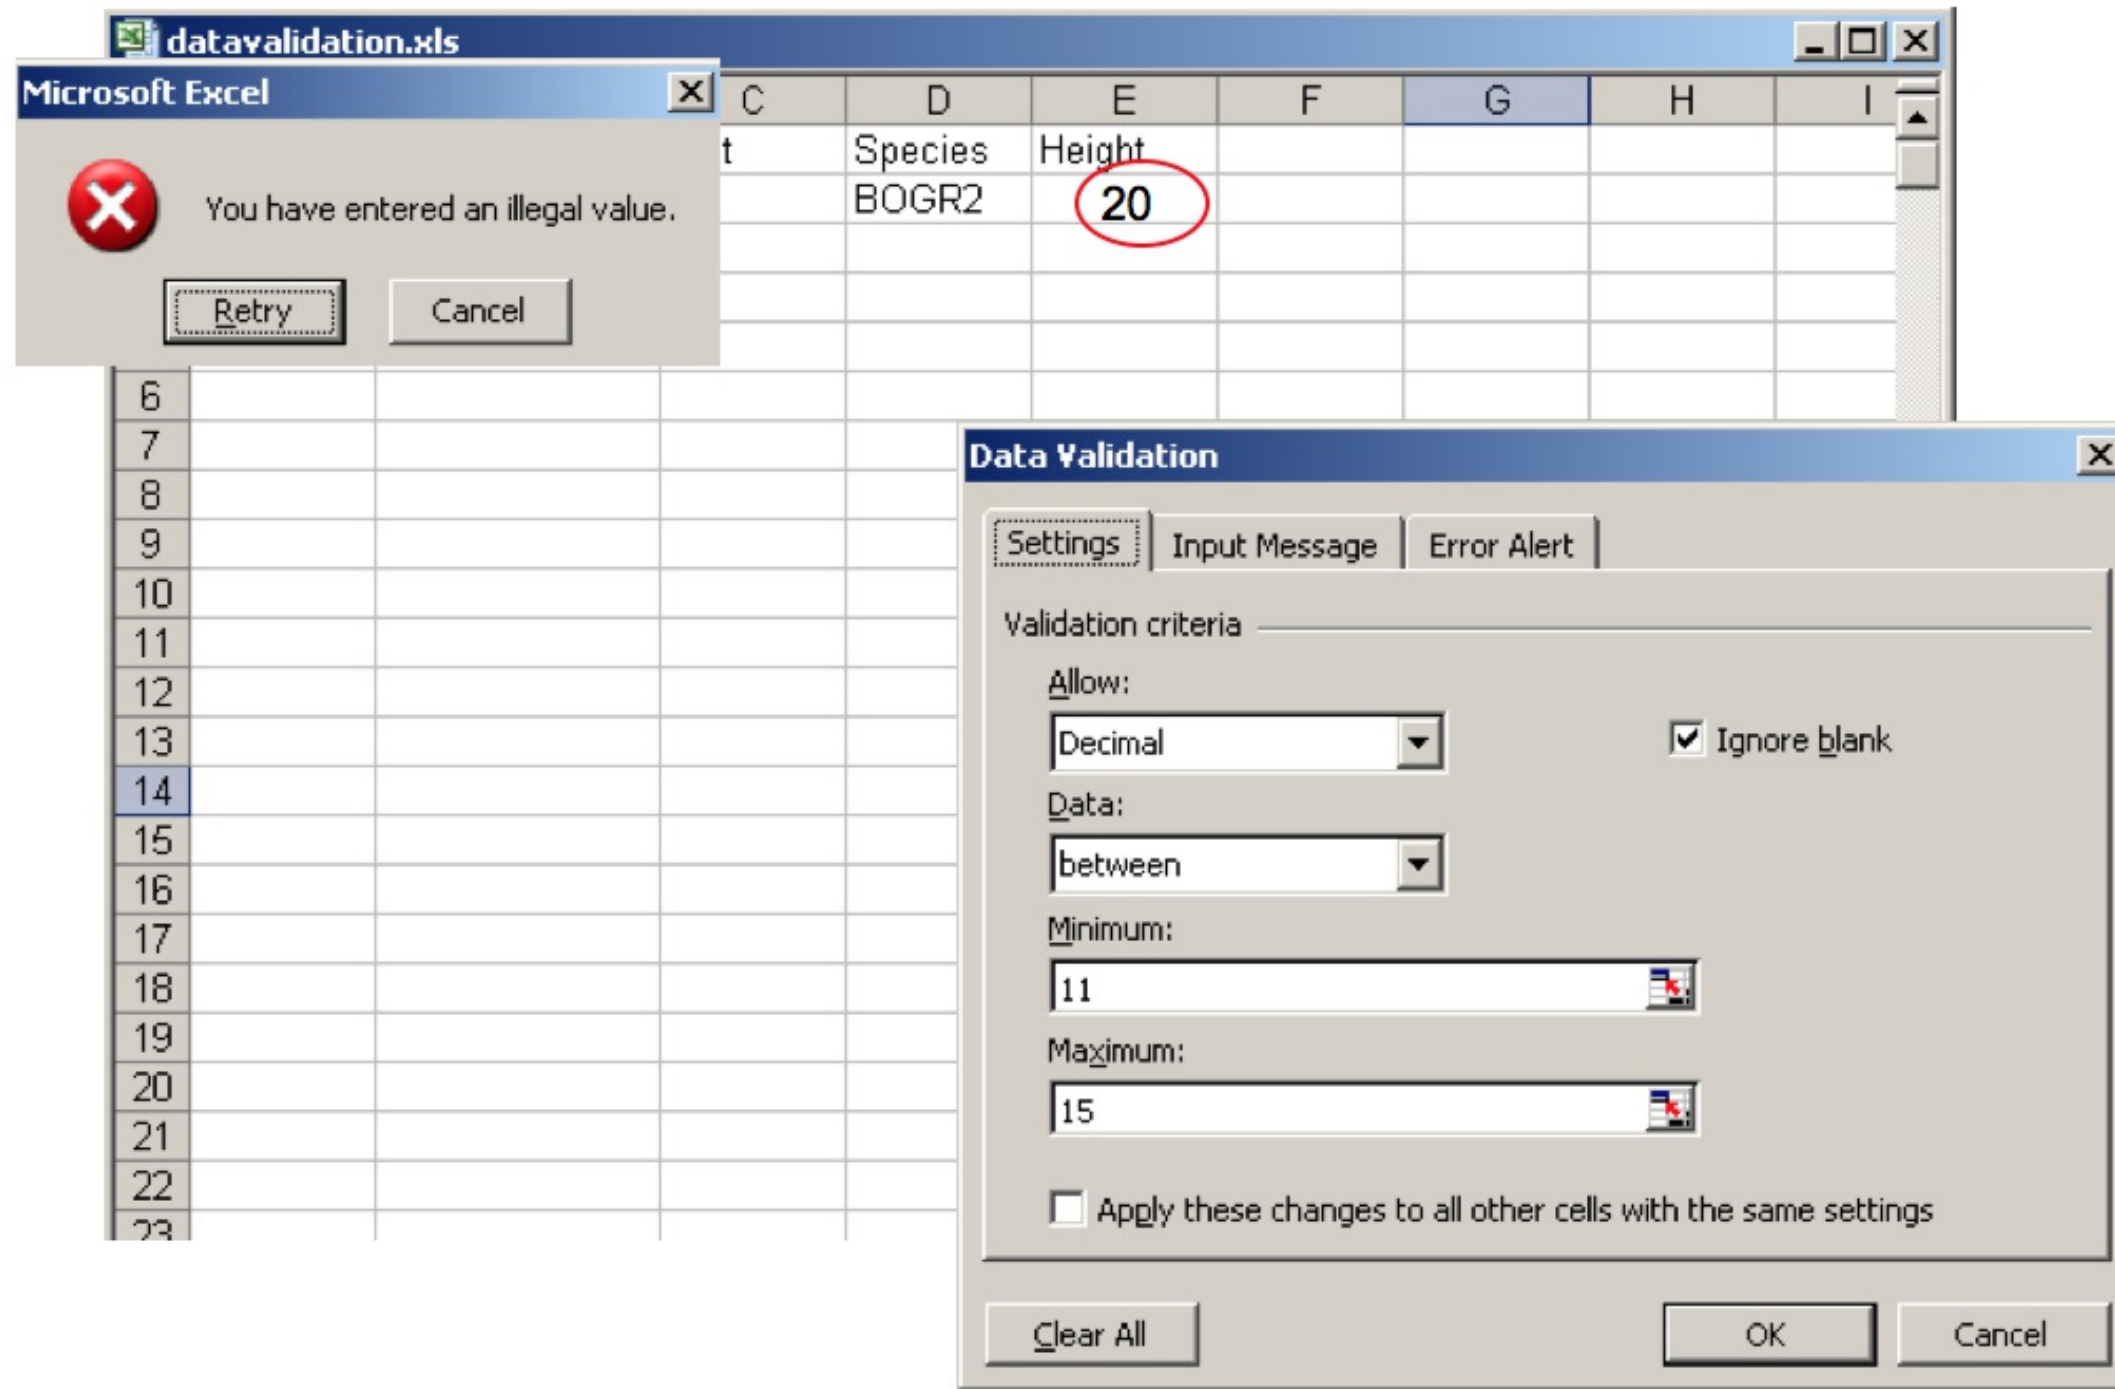 datavalidation.xls
Microsoft Excel
You have entered an illegal value.
Retry Cancel
C D E F G H I
t Species Height
BOGR2 20
6
7
8
9
10
11
12
13
14
15
16
17
18
19
20
21
22
23
Data Validation
Settings Input Message Error Alert
Validation criteria
Allow:
Decimal Ignore blank
Data:
between
Minimum:
11
Maximum:
15
Apply these changes to all other cells with the same settings
Clear All OK Cancel